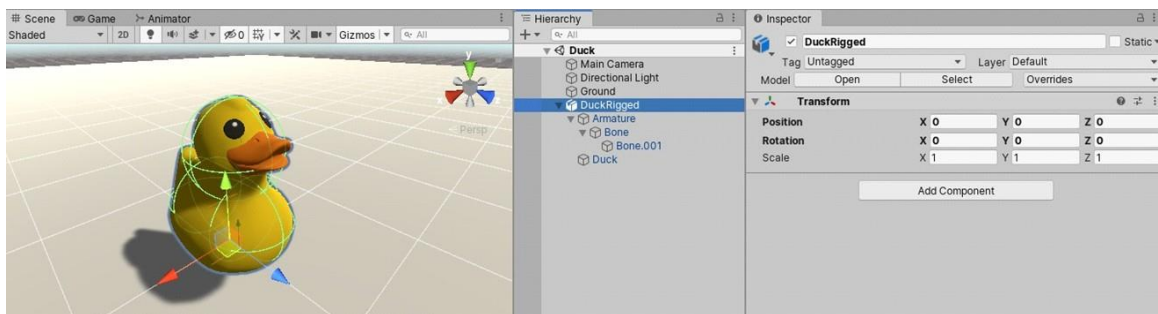 Scene Game Animator
Shaded 2D 0 Gizmos All
y
x z
Persp
Hierarchy
All
Duck
Main Camera
Directional Light
Ground
DuckRigged
Armature
Bone
Bone.001
Duck
Inspector
DuckRigged Static
Tag Untagged Layer Default
Model Open Select Overrides
Transform
Position X 0 Y 0 Z 0
Rotation X 0 Y 0 Z 0
Scale X 1 Y 1 Z 1
Add Component